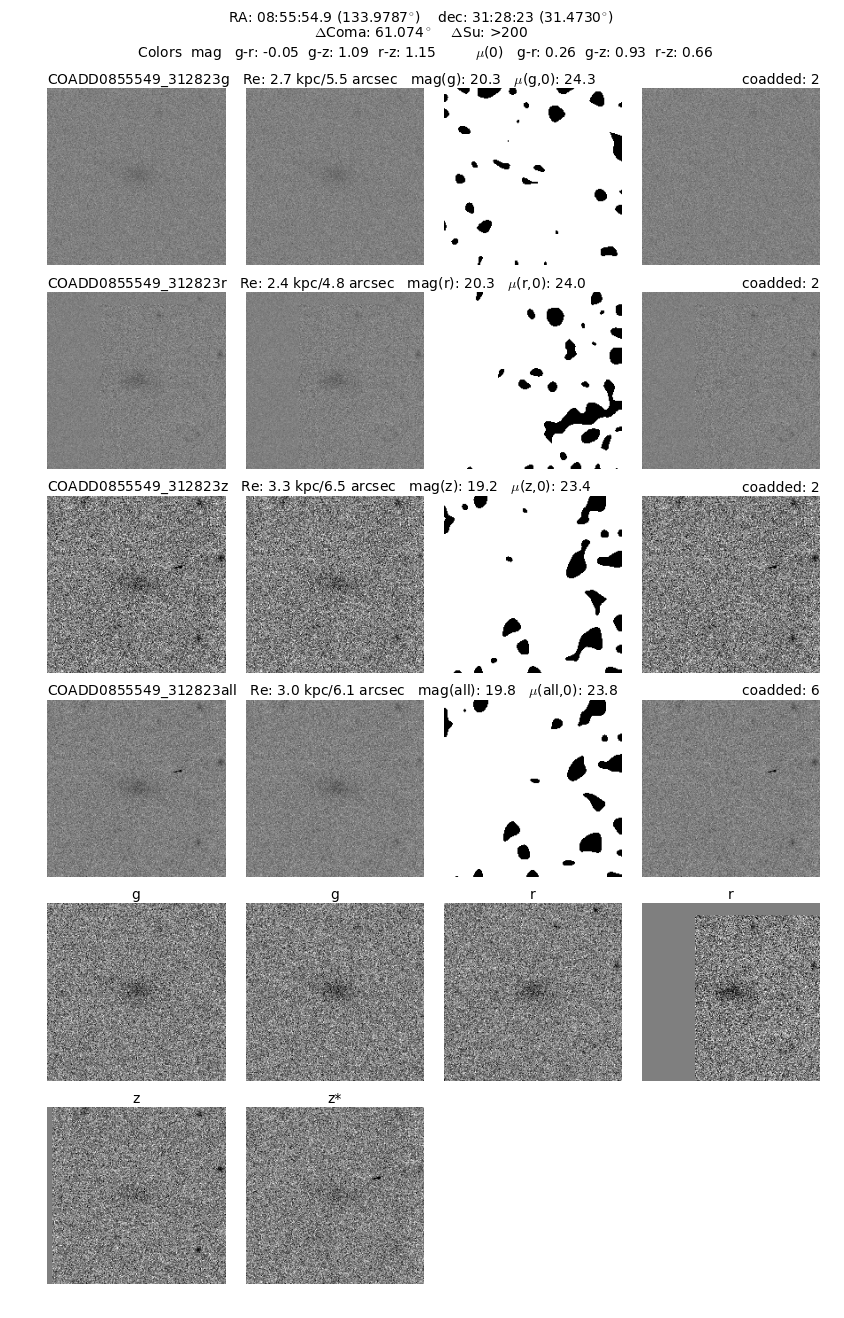 RA: 08:55:54.9 (133.9787°) dec: 31:28:23 (31.4730°)
ΔComa: 61.074° ΔSu: >200
Colors mag g-r: -0.05 g-z: 1.09 r-z: 1.15 μ(0) g-r: 0.26 g-z: 0.93 r-z: 0.66
COADD0855549_312823g Re: 2.7 kpc/5.5 arcsec mag(g): 20.3 μ(g,0): 24.3 coadded: 2
COADD0855549_312823r Re: 2.4 kpc/4.8 arcsec mag(r): 20.3 μ(r,0): 24.0 coadded: 2
COADD0855549_312823z Re: 3.3 kpc/6.5 arcsec mag(z): 19.2 μ(z,0): 23.4 coadded: 2
COADD0855549_312823all Re: 3.0 kpc/6.1 arcsec mag(all): 19.8 μ(all,0): 23.8 coadded: 6
g g r r
z z*